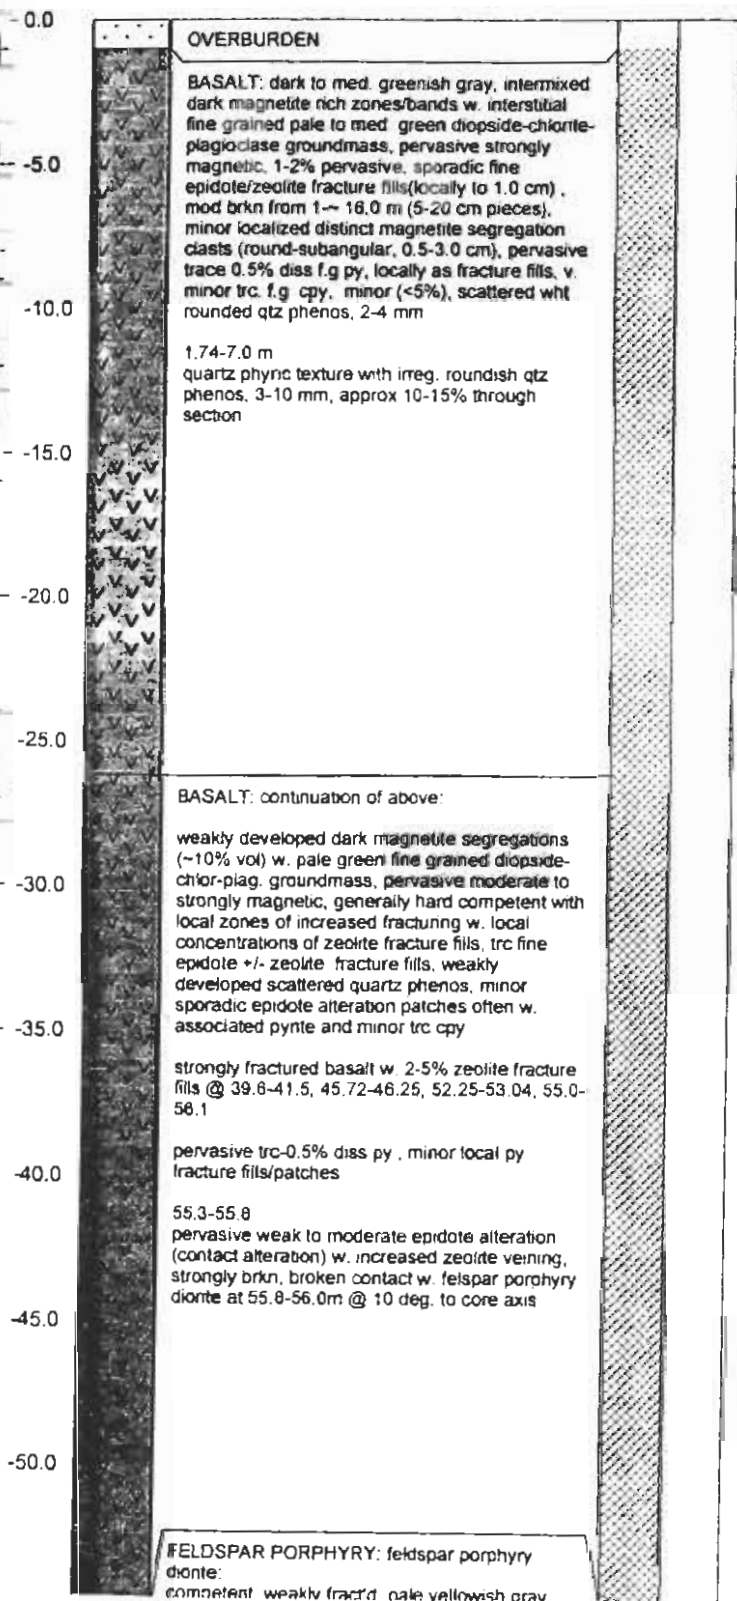 0.0
OVERBURDEN
BASALT: dark to med. greenish gray, intermixed
dark magnetite rich zones/bands w. interstitial
fine grained pale to med green diopside-chlorite-
plagioclase groundmass, pervasive strongly
magnetic, 1-2% pervasive, sporadic fine
-5.0
epidote/zeolite fracture fills(locally to 1.0 cm) ,
mod brkn from 1-~ 16.0 m (5-20 cm pieces),
minor localized distinct magnetite segregation
clasts (round-subangular, 0.5-3.0 cm), pervasive
trace 0.5% diss f.g py, locally as fracture fills, v.
minor trc. f.g cpy, minor (<5%), scattered wht
-10.0
rounded qtz phenos, 2-4 mm
1.74-7.0 m
quartz phyric texture with irreg. roundish qtz
phenos, 3-10 mm, approx 10-15% through
section
-15.0
-20.0
-25.0
BASALT: continuation of above:
weakly developed dark magnetite segregations
(~10% vol) w. pale green fine grained diopside-
chlor-plag. groundmass, pervasive moderate to
-30.0
strongly magnetic, generally hard competent with
local zones of increased fracturing w. local
concentrations of zeolite fracture fills, trc fine
epidote +/- zeolite fracture fills, weakly
developed scattered quartz phenos, minor
sporadic epidote alteration patches often w.
-35.0
associated pyrite and minor trc cpy
strongly fractured basalt w. 2-5% zeolite fracture
fills @ 39.6-41.5, 45.72-46.25, 52.25-53.04, 55.0-
56.1
pervasive trc-0.5% diss py , minor local py
-40.0
fracture fills/patches
55.3-55.8
pervasive weak to moderate epidote alteration
(contact alteration) w. increased zeolite veining,
strongly brkn, broken contact w. felspar porphyry
diorite at 55.8-56.0m @ 10 deg. to core axis
-45.0
-50.0
FELDSPAR PORPHYRY: feldspar porphyry
diorite:
competent, weakly fract'd, pale yellowish gray